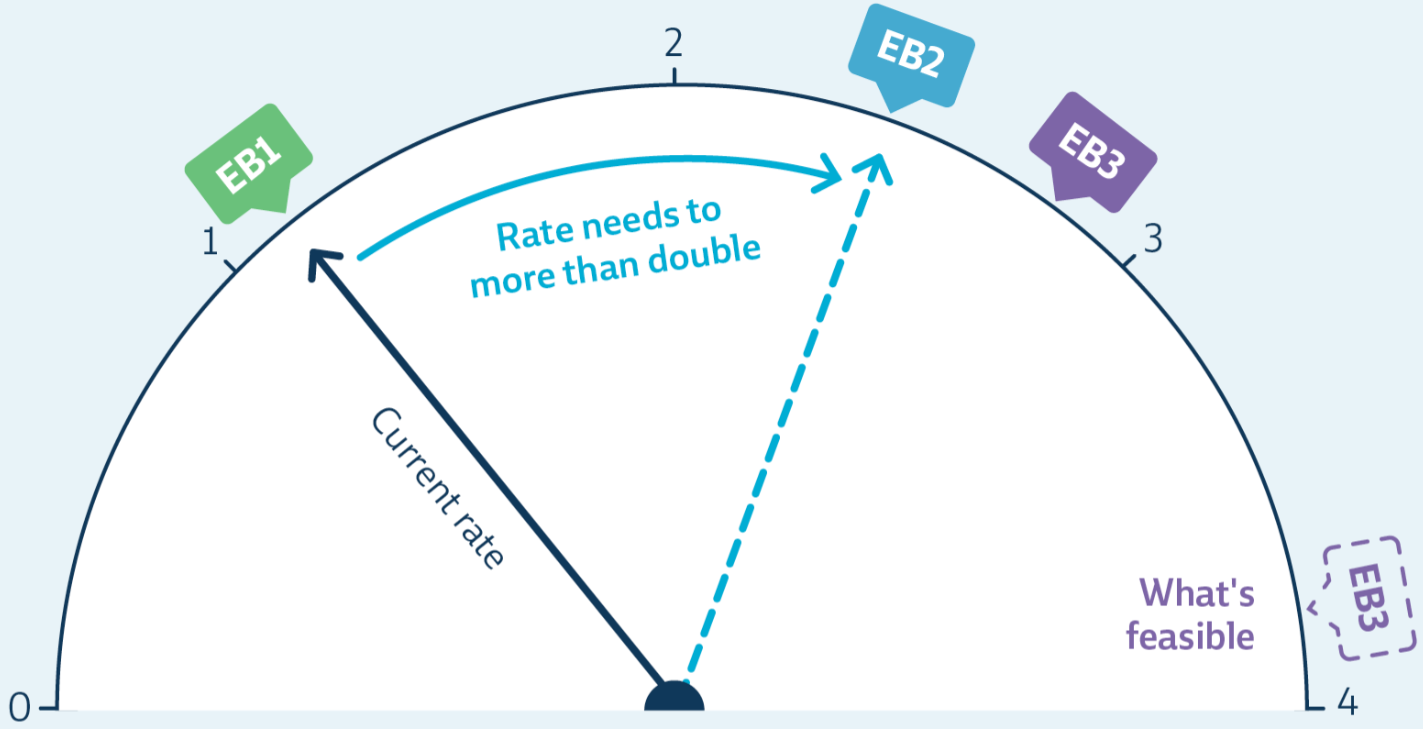 2
EB2
EB1
EB3
1
3
Rate needs to
more than double
Current rate
What's
feasible
EB3
0
4